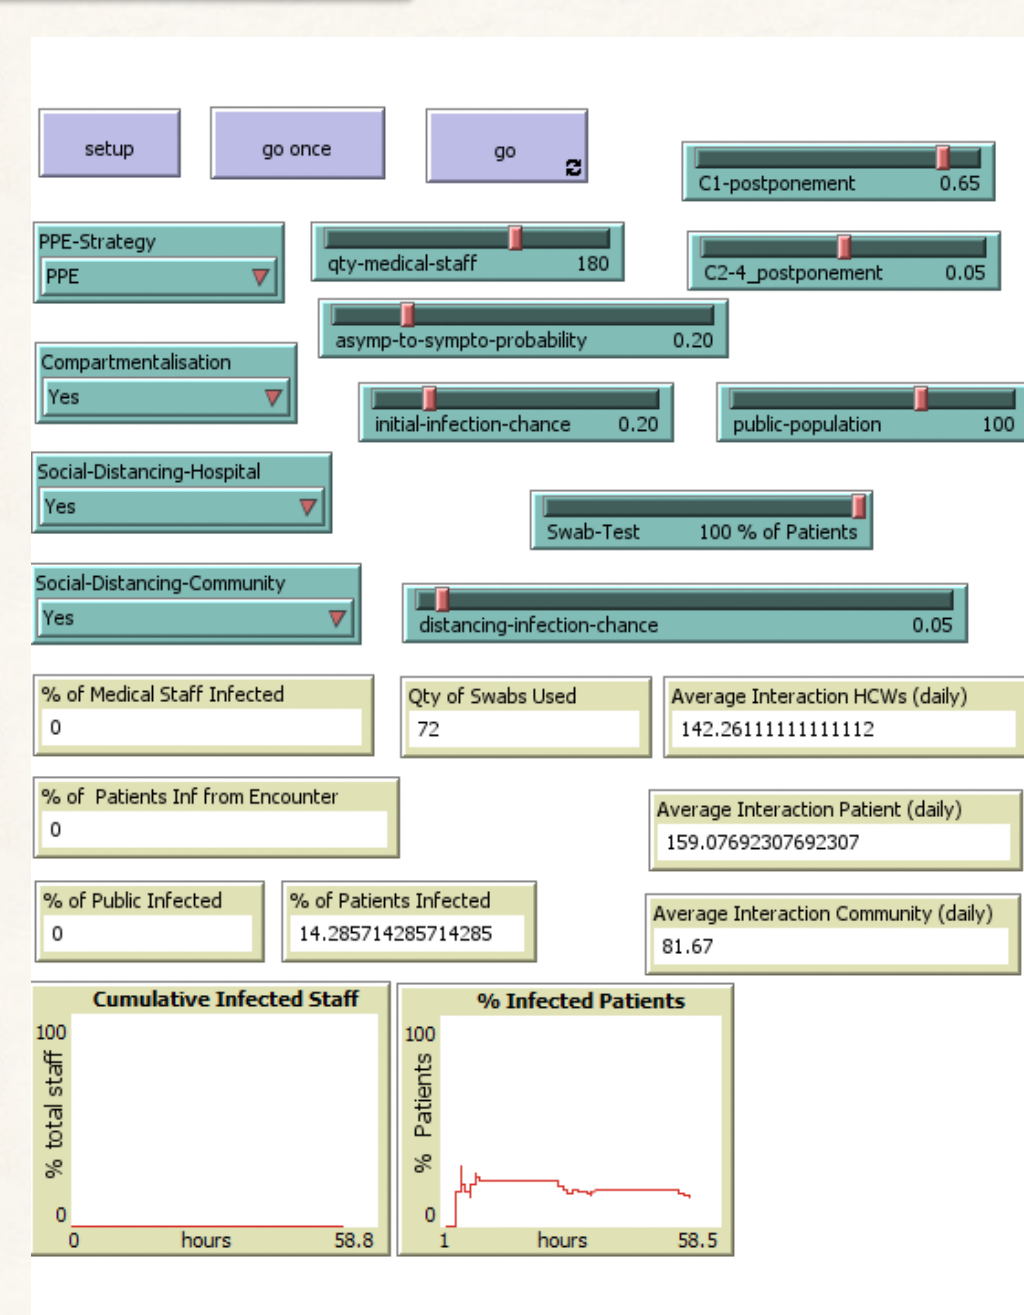 setup
go once
go
C1-postponement 0.65
PPE-Strategy
PPE
qty-medical-staff 180
C2-4_postponement 0.05
asymp-to-sympto-probability 0.20
Compartmentalisation
Yes
initial-infection-chance 0.20
public-population 100
Social-Distancing-Hospital
Yes
Swab-Test 100 % of Patients
Social-Distancing-Community
Yes
distancing-infection-chance 0.05
% of Medical Staff Infected
0
Qty of Swabs Used
72
Average Interaction HCWs (daily)
142.26111111111112
% of  Patients Inf from Encounter
0
Average Interaction Patient (daily)
159.07692307692307
% of Public Infected
0
% of Patients Infected
14.285714285714285
Average Interaction Community (daily)
81.67
Cumulative Infected Staff
100
% total staff
0
0 hours 58.8
% Infected Patients
100
% Patients
0
1 hours 58.5